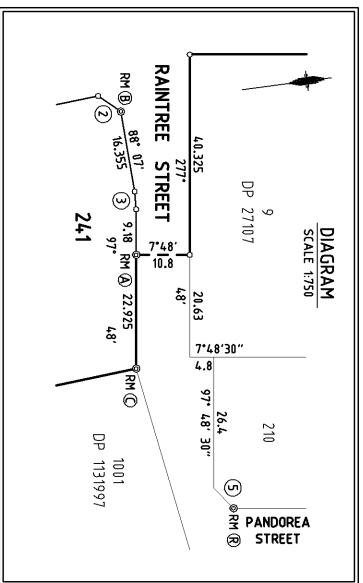 DIAGRAM
SCALE 1:750
9
DP 27107
210
40.325
277°
20.63
48'
7°48'30"
4.8
26.4
97° 48' 30"
5
RM R
PANDOREA
STREET
RAINTREE STREET
7°48'
10.8
RM B
2
88° 07'
16.355
3
9.18
97°
RM A
22.925
48'
RM C
241
1001
DP 1131997